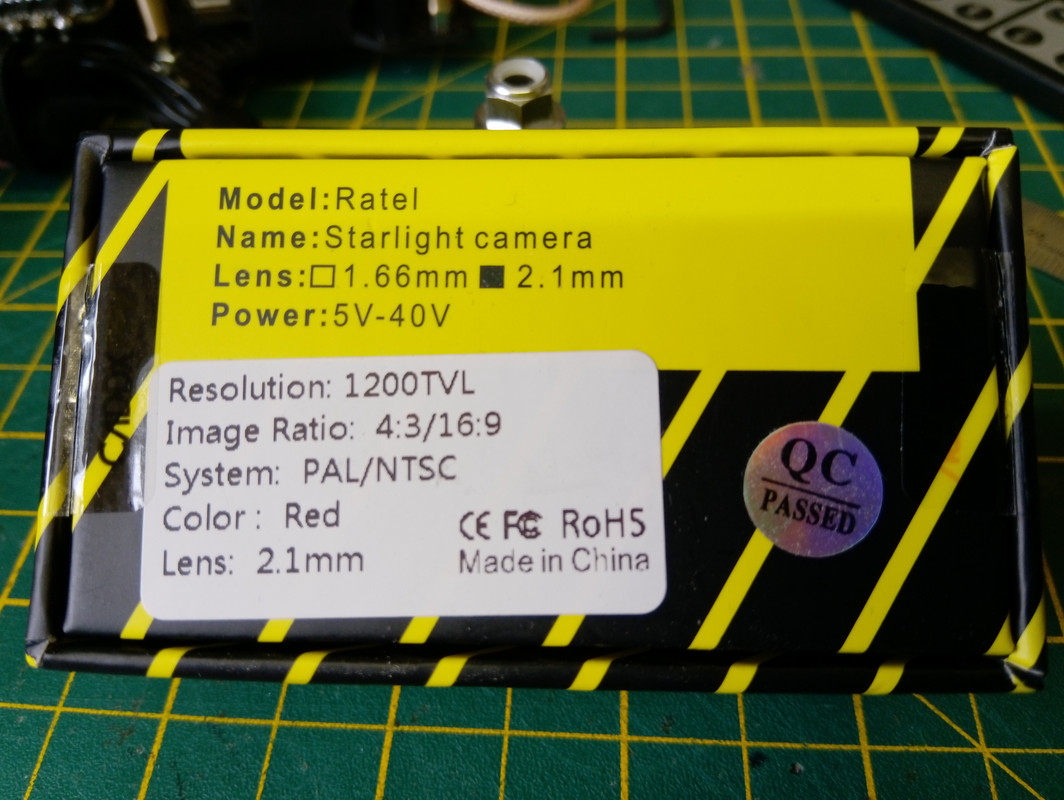 Model:Ratel
Name:Starlight camera
Lens:□1.66mm ■ 2.1mm
Power:5V-40V
Resolution: 1200TVL
Image Ratio: 4:3/16:9
System: PAL/NTSC
Color : Red
Lens: 2.1mm
CE FC RoHS
Made in China
QC
PASSED